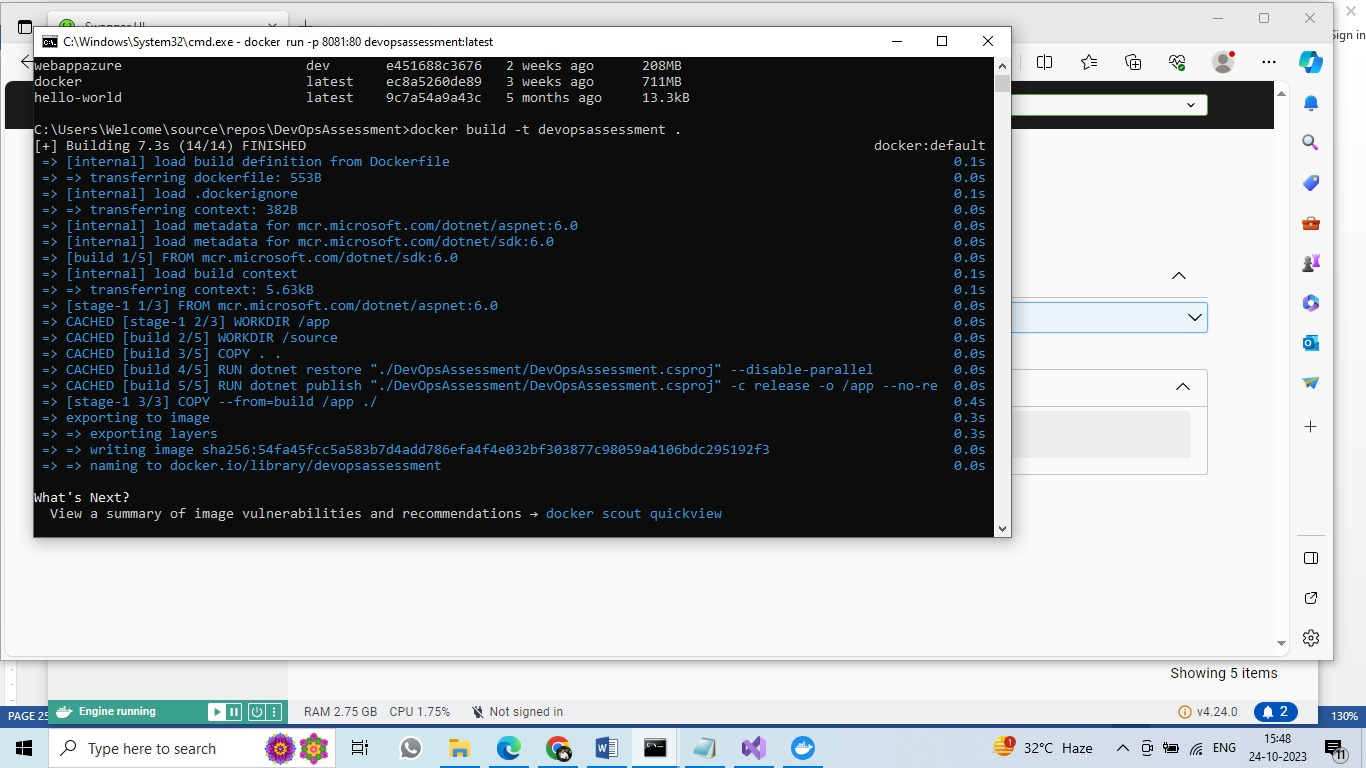 Swagger UI
C:\Windows\System32\cmd.exe - docker run -p 8081:80 devopsassessment:latest
Sign in
webappazure dev e451688c3676 2 weeks ago 208MB
docker latest ec8a5260de89 3 weeks ago 711MB
hello-world latest 9c7a54a9a43c 5 months ago 13.3kB
C:\Users\Welcome\source\repos\DevOpsAssessment>docker build -t devopsassessment .
[+] Building 7.3s (14/14) FINISHED docker:default
=> [internal] load build definition from Dockerfile 0.1s
=> => transferring dockerfile: 553B 0.0s
=> [internal] load .dockerignore 0.1s
=> => transferring context: 382B 0.0s
=> [internal] load metadata for mcr.microsoft.com/dotnet/aspnet:6.0 0.0s
=> [internal] load metadata for mcr.microsoft.com/dotnet/sdk:6.0 0.0s
=> [build 1/5] FROM mcr.microsoft.com/dotnet/sdk:6.0 0.0s
=> [internal] load build context 0.1s
=> => transferring context: 5.63kB 0.1s
=> [stage-1 1/3] FROM mcr.microsoft.com/dotnet/aspnet:6.0 0.0s
=> CACHED [stage-1 2/3] WORKDIR /app 0.0s
=> CACHED [build 2/5] WORKDIR /source 0.0s
=> CACHED [build 3/5] COPY . . 0.0s
=> CACHED [build 4/5] RUN dotnet restore "./DevOpsAssessment/DevOpsAssessment.csproj" --disable-parallel 0.0s
=> CACHED [build 5/5] RUN dotnet publish "./DevOpsAssessment/DevOpsAssessment.csproj" -c release -o /app --no-re 0.0s
=> [stage-1 3/3] COPY --from=build /app ./ 0.4s
=> exporting to image 0.3s
=> => exporting layers 0.3s
=> => writing image sha256:54fa45fcc5a583b7d4add786efa4f4e032bf303877c98059a4106bdc295192f3 0.0s
=> => naming to docker.io/library/devopsassessment 0.0s
What's Next?
View a summary of image vulnerabilities and recommendations → docker scout quickview
Showing 5 items
PAGE 25 Engine running RAM 2.75 GB CPU 1.75% Not signed in v4.24.0 2 130%
Type here to search 1 32°C Haze ENG 15:48
24-10-2023 11